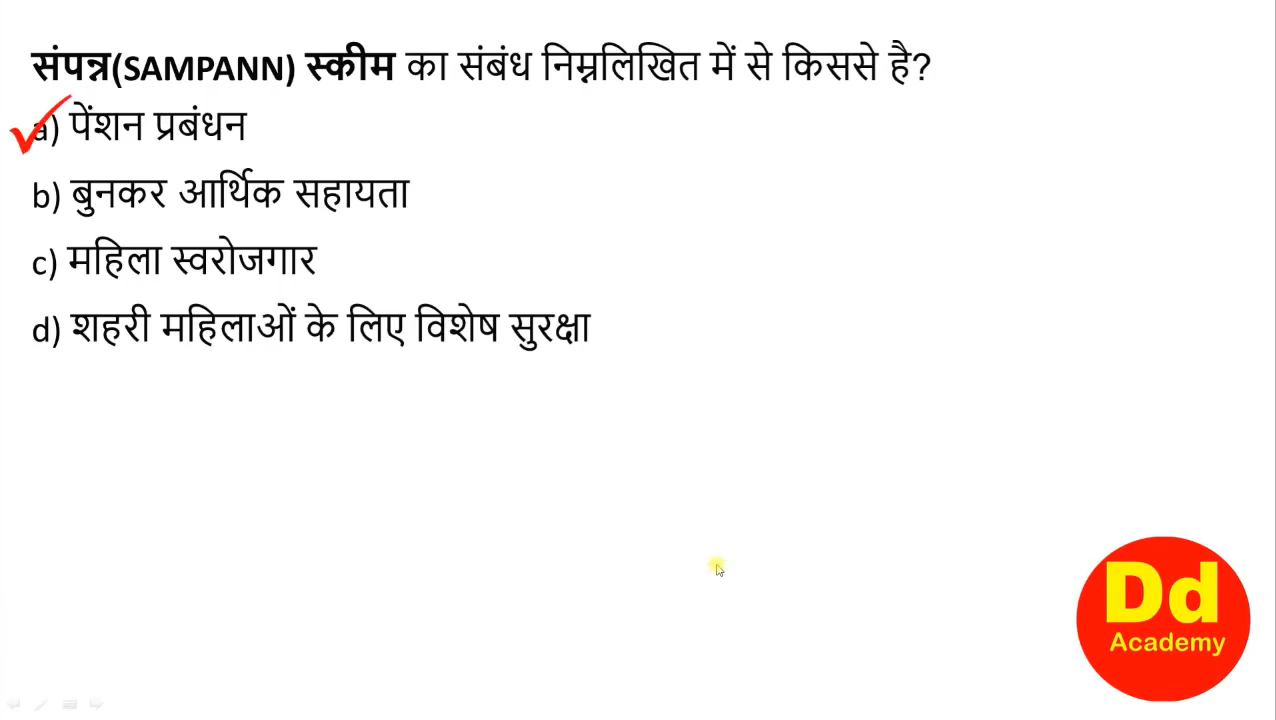 संपन्न(SAMPANN) स्कीम का संबंध निम्नलिखित में से किससे है?
a) पेंशन प्रबंधन
b) बुनकर आर्थिक सहायता
c) महिला स्वरोजगार
d) शहरी महिलाओं के लिए विशेष सुरक्षा
Dd
Academy